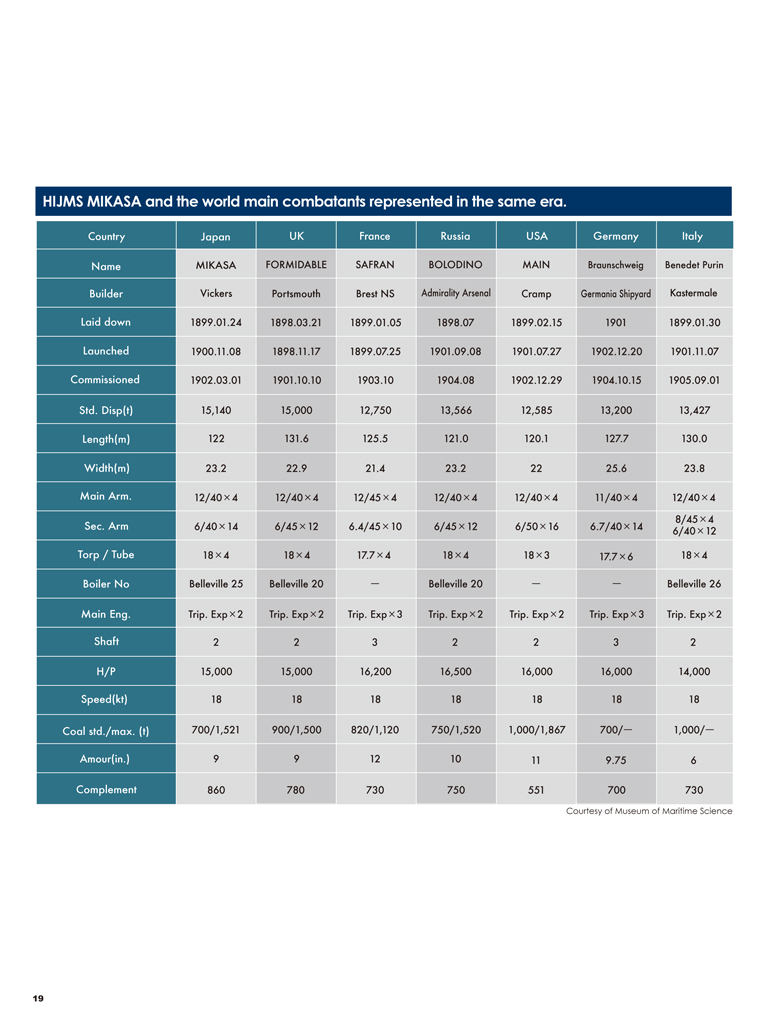 HIJMS MIKASA and the world main combatants represented in the same era.
Country Japan UK France Russia USA Germany Italy
Name MIKASA FORMIDABLE SAFRAN BOLODINO MAIN Braunschweig Benedet Purin
Builder Vickers Portsmouth Brest NS Admirality Arsenal Cramp Germania Shipyard Kastermale
Laid down 1899.01.24 1898.03.21 1899.01.05 1898.07 1899.02.15 1901 1899.01.30
Launched 1900.11.08 1898.11.17 1899.07.25 1901.09.08 1901.07.27 1902.12.20 1901.11.07
Commissioned 1902.03.01 1901.10.10 1903.10 1904.08 1902.12.29 1904.10.15 1905.09.01
Std. Disp(t) 15,140 15,000 12,750 13,566 12,585 13,200 13,427
Length(m) 122 131.6 125.5 121.0 120.1 127.7 130.0
Width(m) 23.2 22.9 21.4 23.2 22 25.6 23.8
Main Arm. 12/40×4 12/40×4 12/45×4 12/40×4 12/40×4 11/40×4 12/40×4
Sec. Arm 6/40×14 6/45×12 6.4/45×10 6/45×12 6/50×16 6.7/40×14 8/45×4
6/40×12
Torp / Tube 18×4 18×4 17.7×4 18×4 18×3 17.7×6 18×4
Boiler No Belleville 25 Belleville 20 — Belleville 20 — — Belleville 26
Main Eng. Trip. Exp×2 Trip. Exp×2 Trip. Exp×3 Trip. Exp×2 Trip. Exp×2 Trip. Exp×3 Trip. Exp×2
Shaft 2 2 3 2 2 3 2
H/P 15,000 15,000 16,200 16,500 16,000 16,000 14,000
Speed(kt) 18 18 18 18 18 18 18
Coal std./max. (t) 700/1,521 900/1,500 820/1,120 750/1,520 1,000/1,867 700/— 1,000/—
Amour(in.) 9 9 12 10 11 9.75 6
Complement 860 780 730 750 551 700 730
Courtesy of Museum of Maritime Science
19